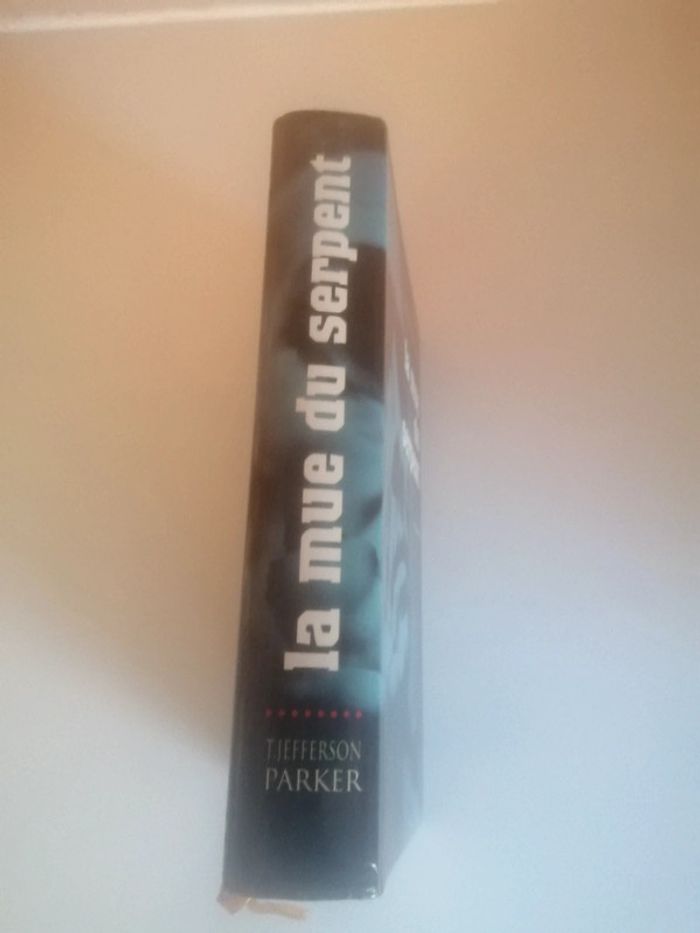 la mue du serpent
T. JEFFERSON
PARKER